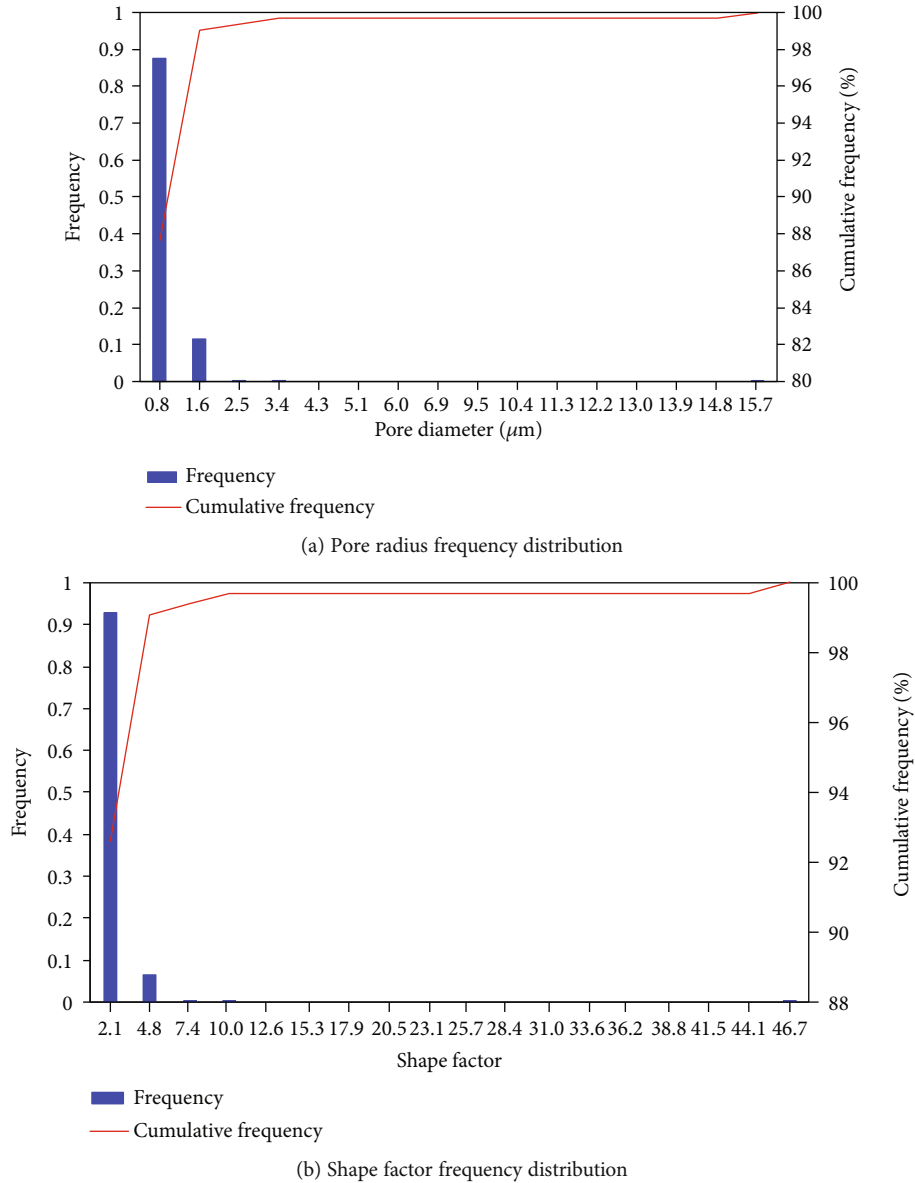 1
0.9
0.8
0.7
0.6
0.5
0.4
0.3
0.2
0.1
0
Frequency
100
98
96
94
92
90
88
86
84
82
80
Cumulative frequency (%)
0.8 1.6 2.5 3.4 4.3 5.1 6.0 6.9 9.5 10.4 11.3 12.2 13.0 13.9 14.8 15.7
Pore diameter (μm)
Frequency
Cumulative frequency
(a) Pore radius frequency distribution
1
0.9
0.8
0.7
0.6
0.5
0.4
0.3
0.2
0.1
0
Frequency
100
98
96
94
92
90
88
Cumulative frequency (%)
2.1 4.8 7.4 10.0 12.6 15.3 17.9 20.5 23.1 25.7 28.4 31.0 33.6 36.2 38.8 41.5 44.1 46.7
Shape factor
Frequency
Cumulative frequency
(b) Shape factor frequency distribution